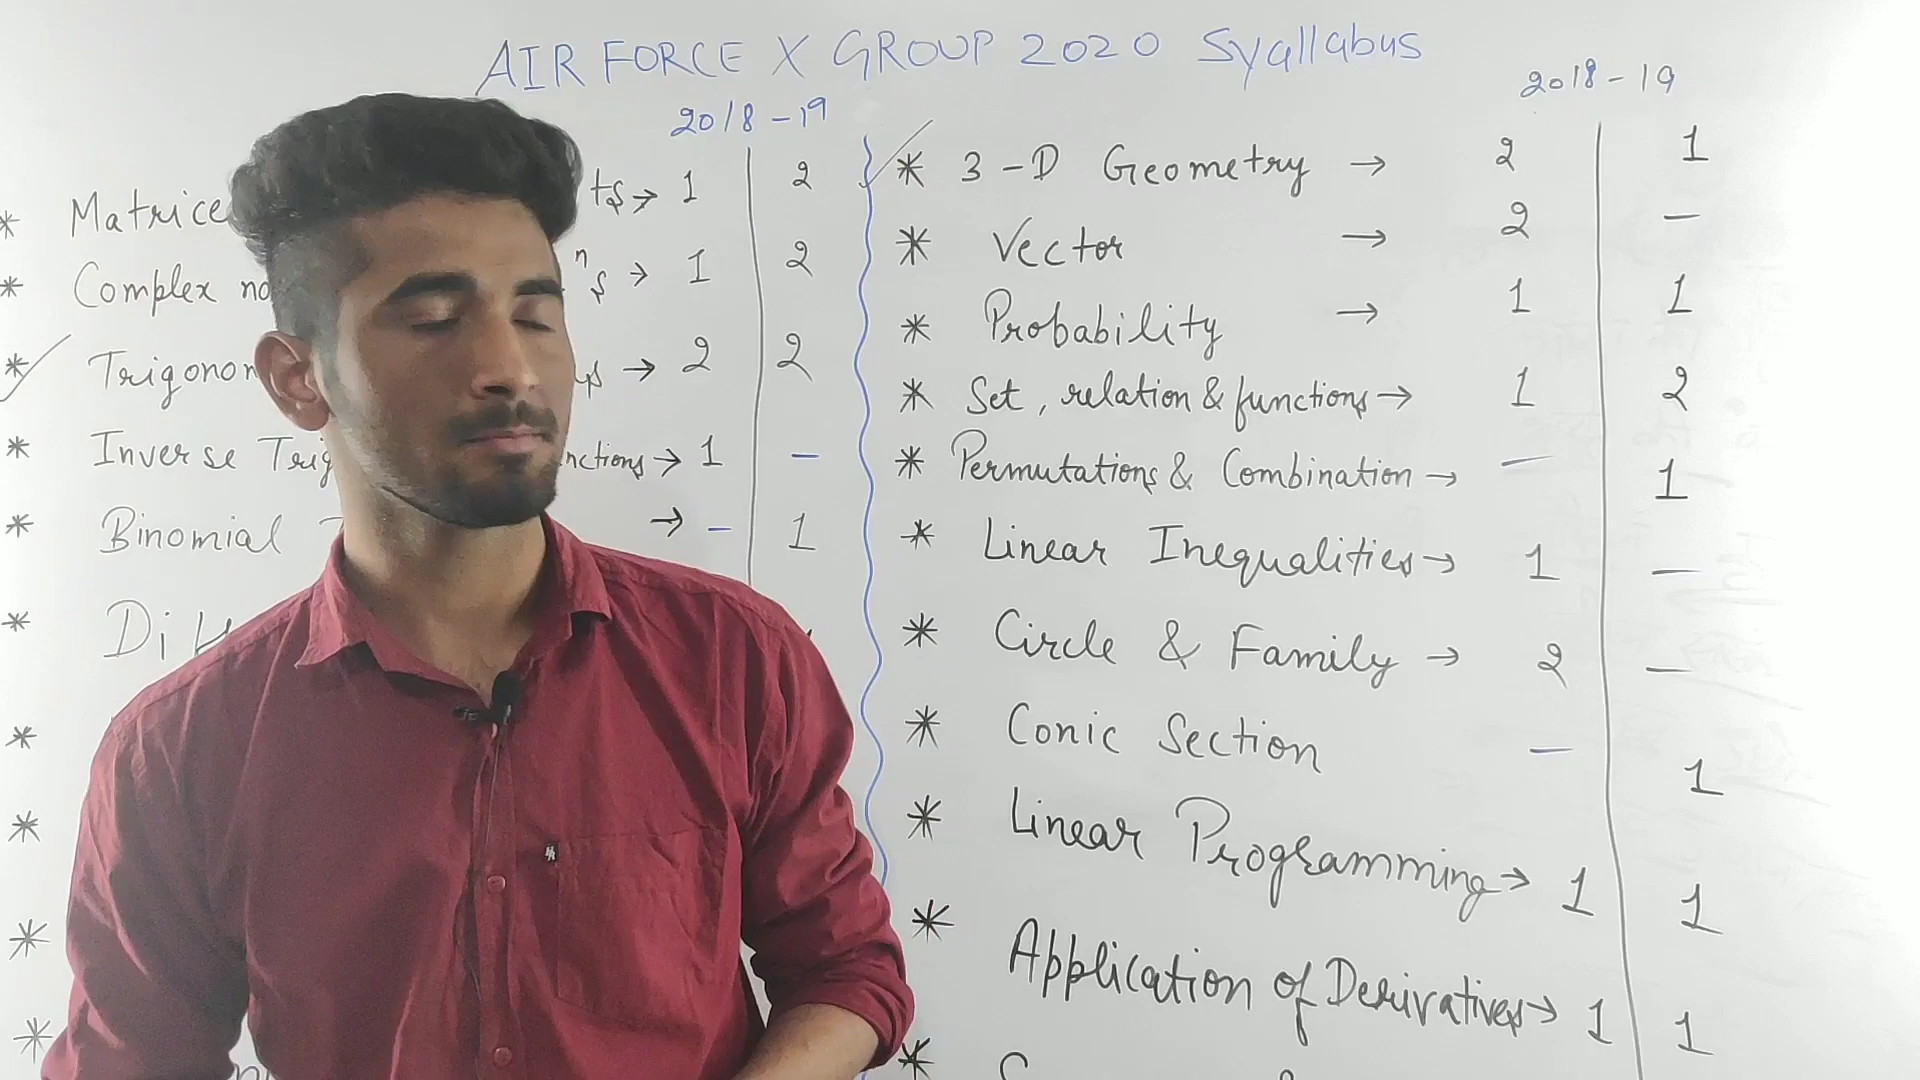 AIR FORCE X GROUP 2020 Syallabus
2018-19
* Matrice ts → 1 2
* Complex no ⁿs → 1 2
* Trigonom → 2 2
* Inverse Trig nctions → 1 –
* Binomial → – 1
*
*
*
*
*
2018-19
* 3-D Geometry → 2 1
* Vector → 2 –
* Probability → 1 1
* Set, relation & functions → 1 2
* Permutations & Combination → – 1
* Linear Inequalities → 1 –
* Circle & Family → 2 –
* Conic Section – 1
* Linear Programming → 1 1
* Application of Derivatives → 1 1
*